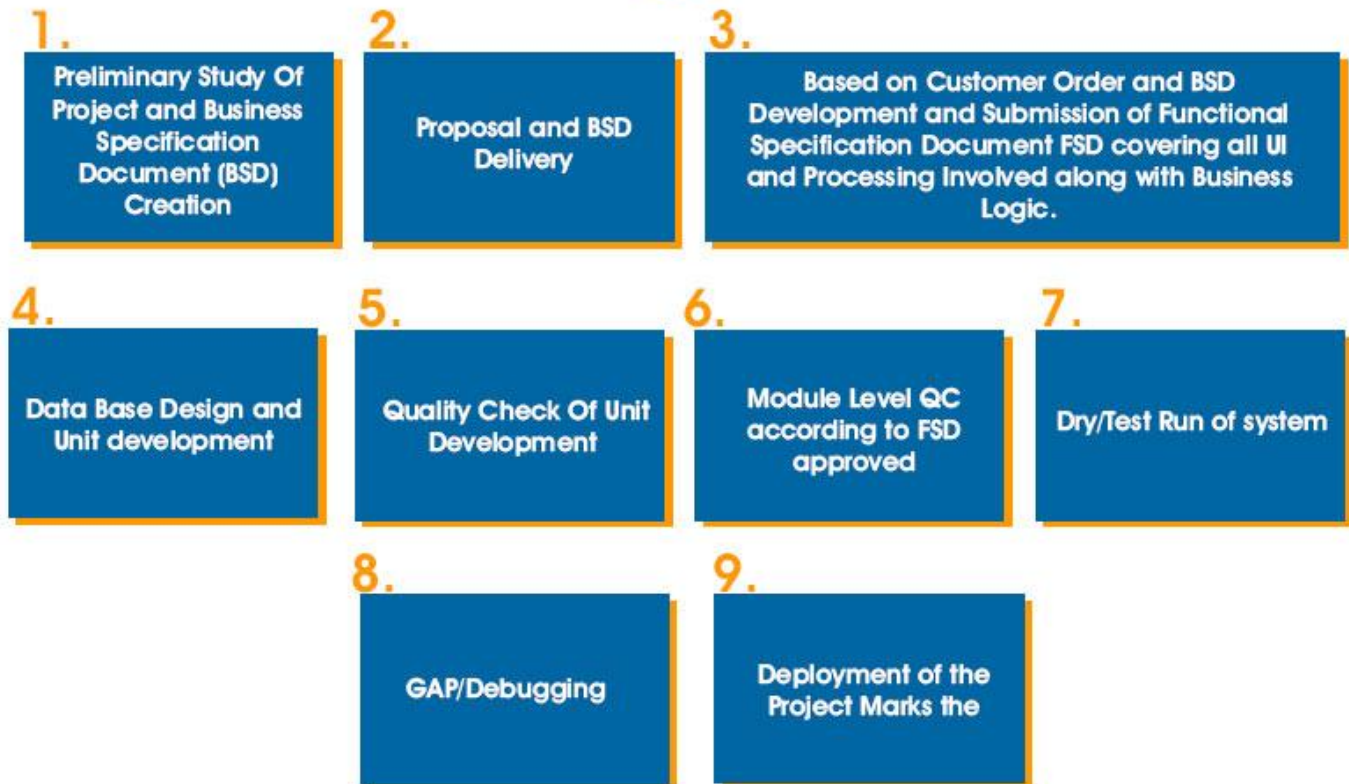 1.
Preliminary Study Of
Project and Business
Specification
Document (BSD)
Creation
2.
Proposal and BSD
Delivery
3.
Based on Customer Order and BSD
Development and Submission of Functional
Specification Document FSD covering all UI
and Processing Involved along with Business
Logic.
4.
Data Base Design and
Unit development
5.
Quality Check Of Unit
Development
6.
Module Level QC
according to FSD
approved
7.
Dry/Test Run of system
8.
GAP/Debugging
9.
Deployment of the
Project Marks the